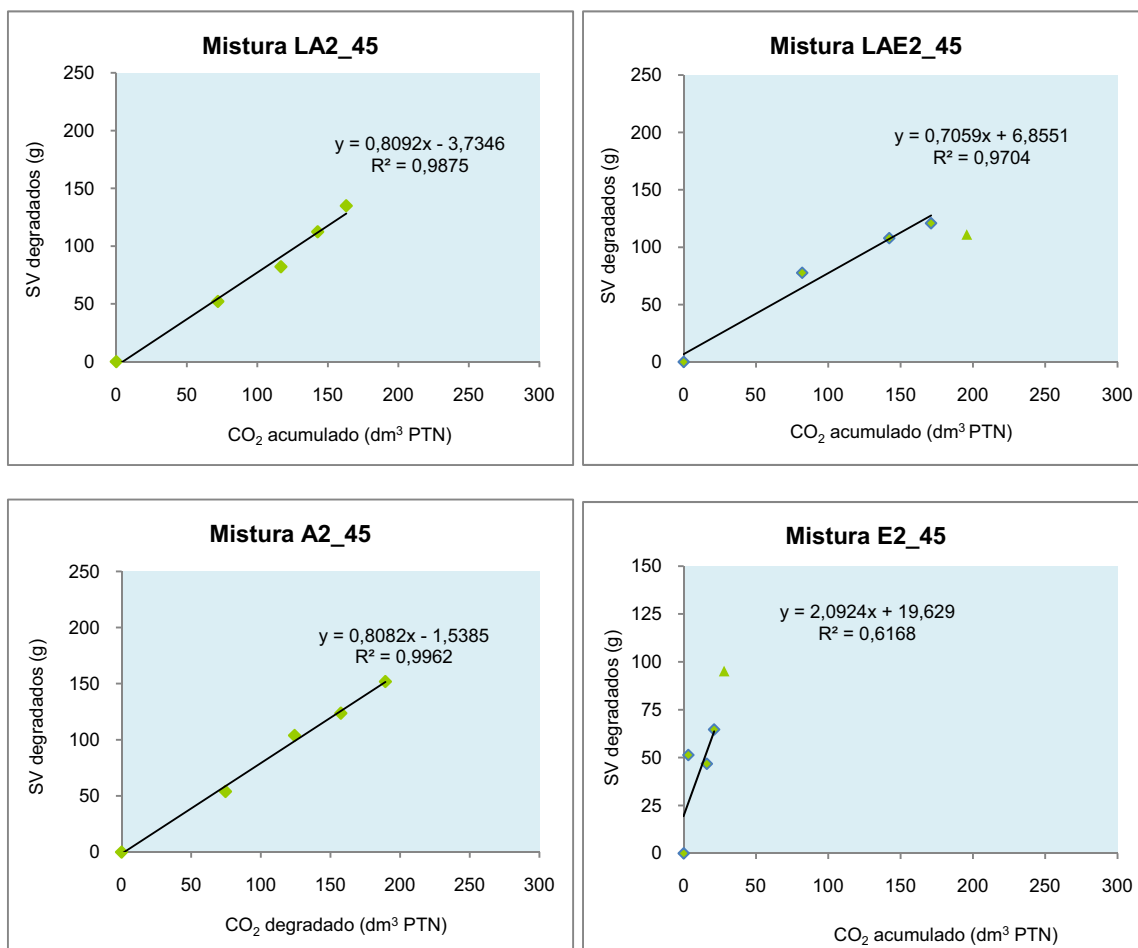 Mistura LA2_45
250
200
150
100
50
0
SV degradados (g)
y = 0,8092x - 3,7346
R² = 0,9875
0 50 100 150 200 250 300
CO₂ acumulado (dm³ PTN)
Mistura LAE2_45
250
200
150
100
50
0
SV degradados (g)
y = 0,7059x + 6,8551
R² = 0,9704
0 50 100 150 200 250 300
CO₂ acumulado (dm³ PTN)
Mistura A2_45
250
200
150
100
50
0
SV degradados (g)
y = 0,8082x - 1,5385
R² = 0,9962
0 50 100 150 200 250 300
CO₂ degradado (dm³ PTN)
Mistura E2_45
150
125
100
75
50
25
0
SV degradados (g)
y = 2,0924x + 19,629
R² = 0,6168
0 50 100 150 200 250 300
CO₂ acumulado (dm³ PTN)